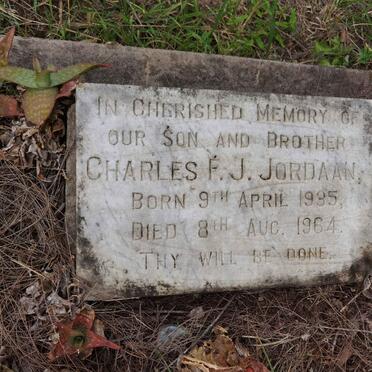 IN CHERISHED MEMORY OF
OUR SON AND BROTHER
CHARLES F. J. JORDAAN,
BORN 9TH APRIL 1995,
DIED 8TH AUG. 1964.
THY WILL BE DONE.